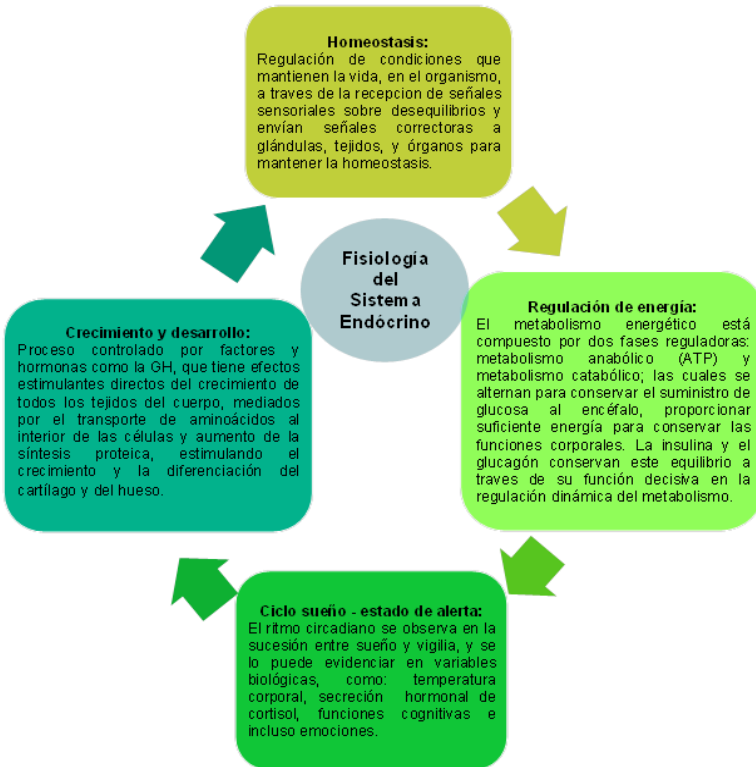 Homeostasis:
Regulación de condiciones que
mantienen la vida, en el organismo,
a través de la recepcion de señales
sensoriales sobre desequilibrios y
envían señales correctoras a
glándulas, tejidos, y órganos para
mantener la homeostasis.
Fisiología
del
Sistema
Endócrino
Regulación de energía:
El metabolismo energético está
compuesto por dos fases reguladoras:
metabolismo anabólico (ATP) y
metabolismo catabólico; las cuales se
alternan para conservar el suministro de
glucosa al encéfalo, proporcionar
suficiente energía para conservar las
funciones corporales. La insulina y el
glucagón conservan este equilibrio a
traves de su función decisiva en la
regulación dinámica del metabolismo.
Ciclo sueño - estado de alerta:
El ritmo circadiano se observa en la
sucesión entre sueño y vigilia, y se
lo puede evidenciar en variables
biológicas, como: temperatura
corporal, secreción hormonal de
cortisol, funciones cognitivas e
incluso emociones.
Crecimiento y desarrollo:
Proceso controlado por factores y
hormonas como la GH, que tiene efectos
estimulantes directos del crecimiento de
todos los tejidos del cuerpo, mediados
por el transporte de aminoácidos al
interior de las células y aumento de la
síntesis proteica, estimulando el
crecimiento y la diferenciación del
cartílago y del hueso.